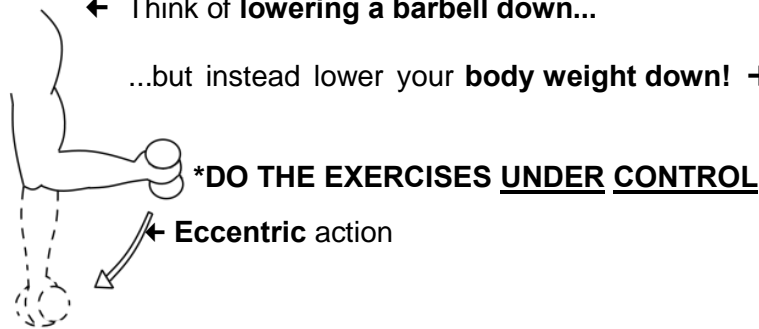 ← Think of lowering a barbell down...
...but instead lower your body weight down!
*DO THE EXERCISES UNDER CONTROL
← Eccentric action